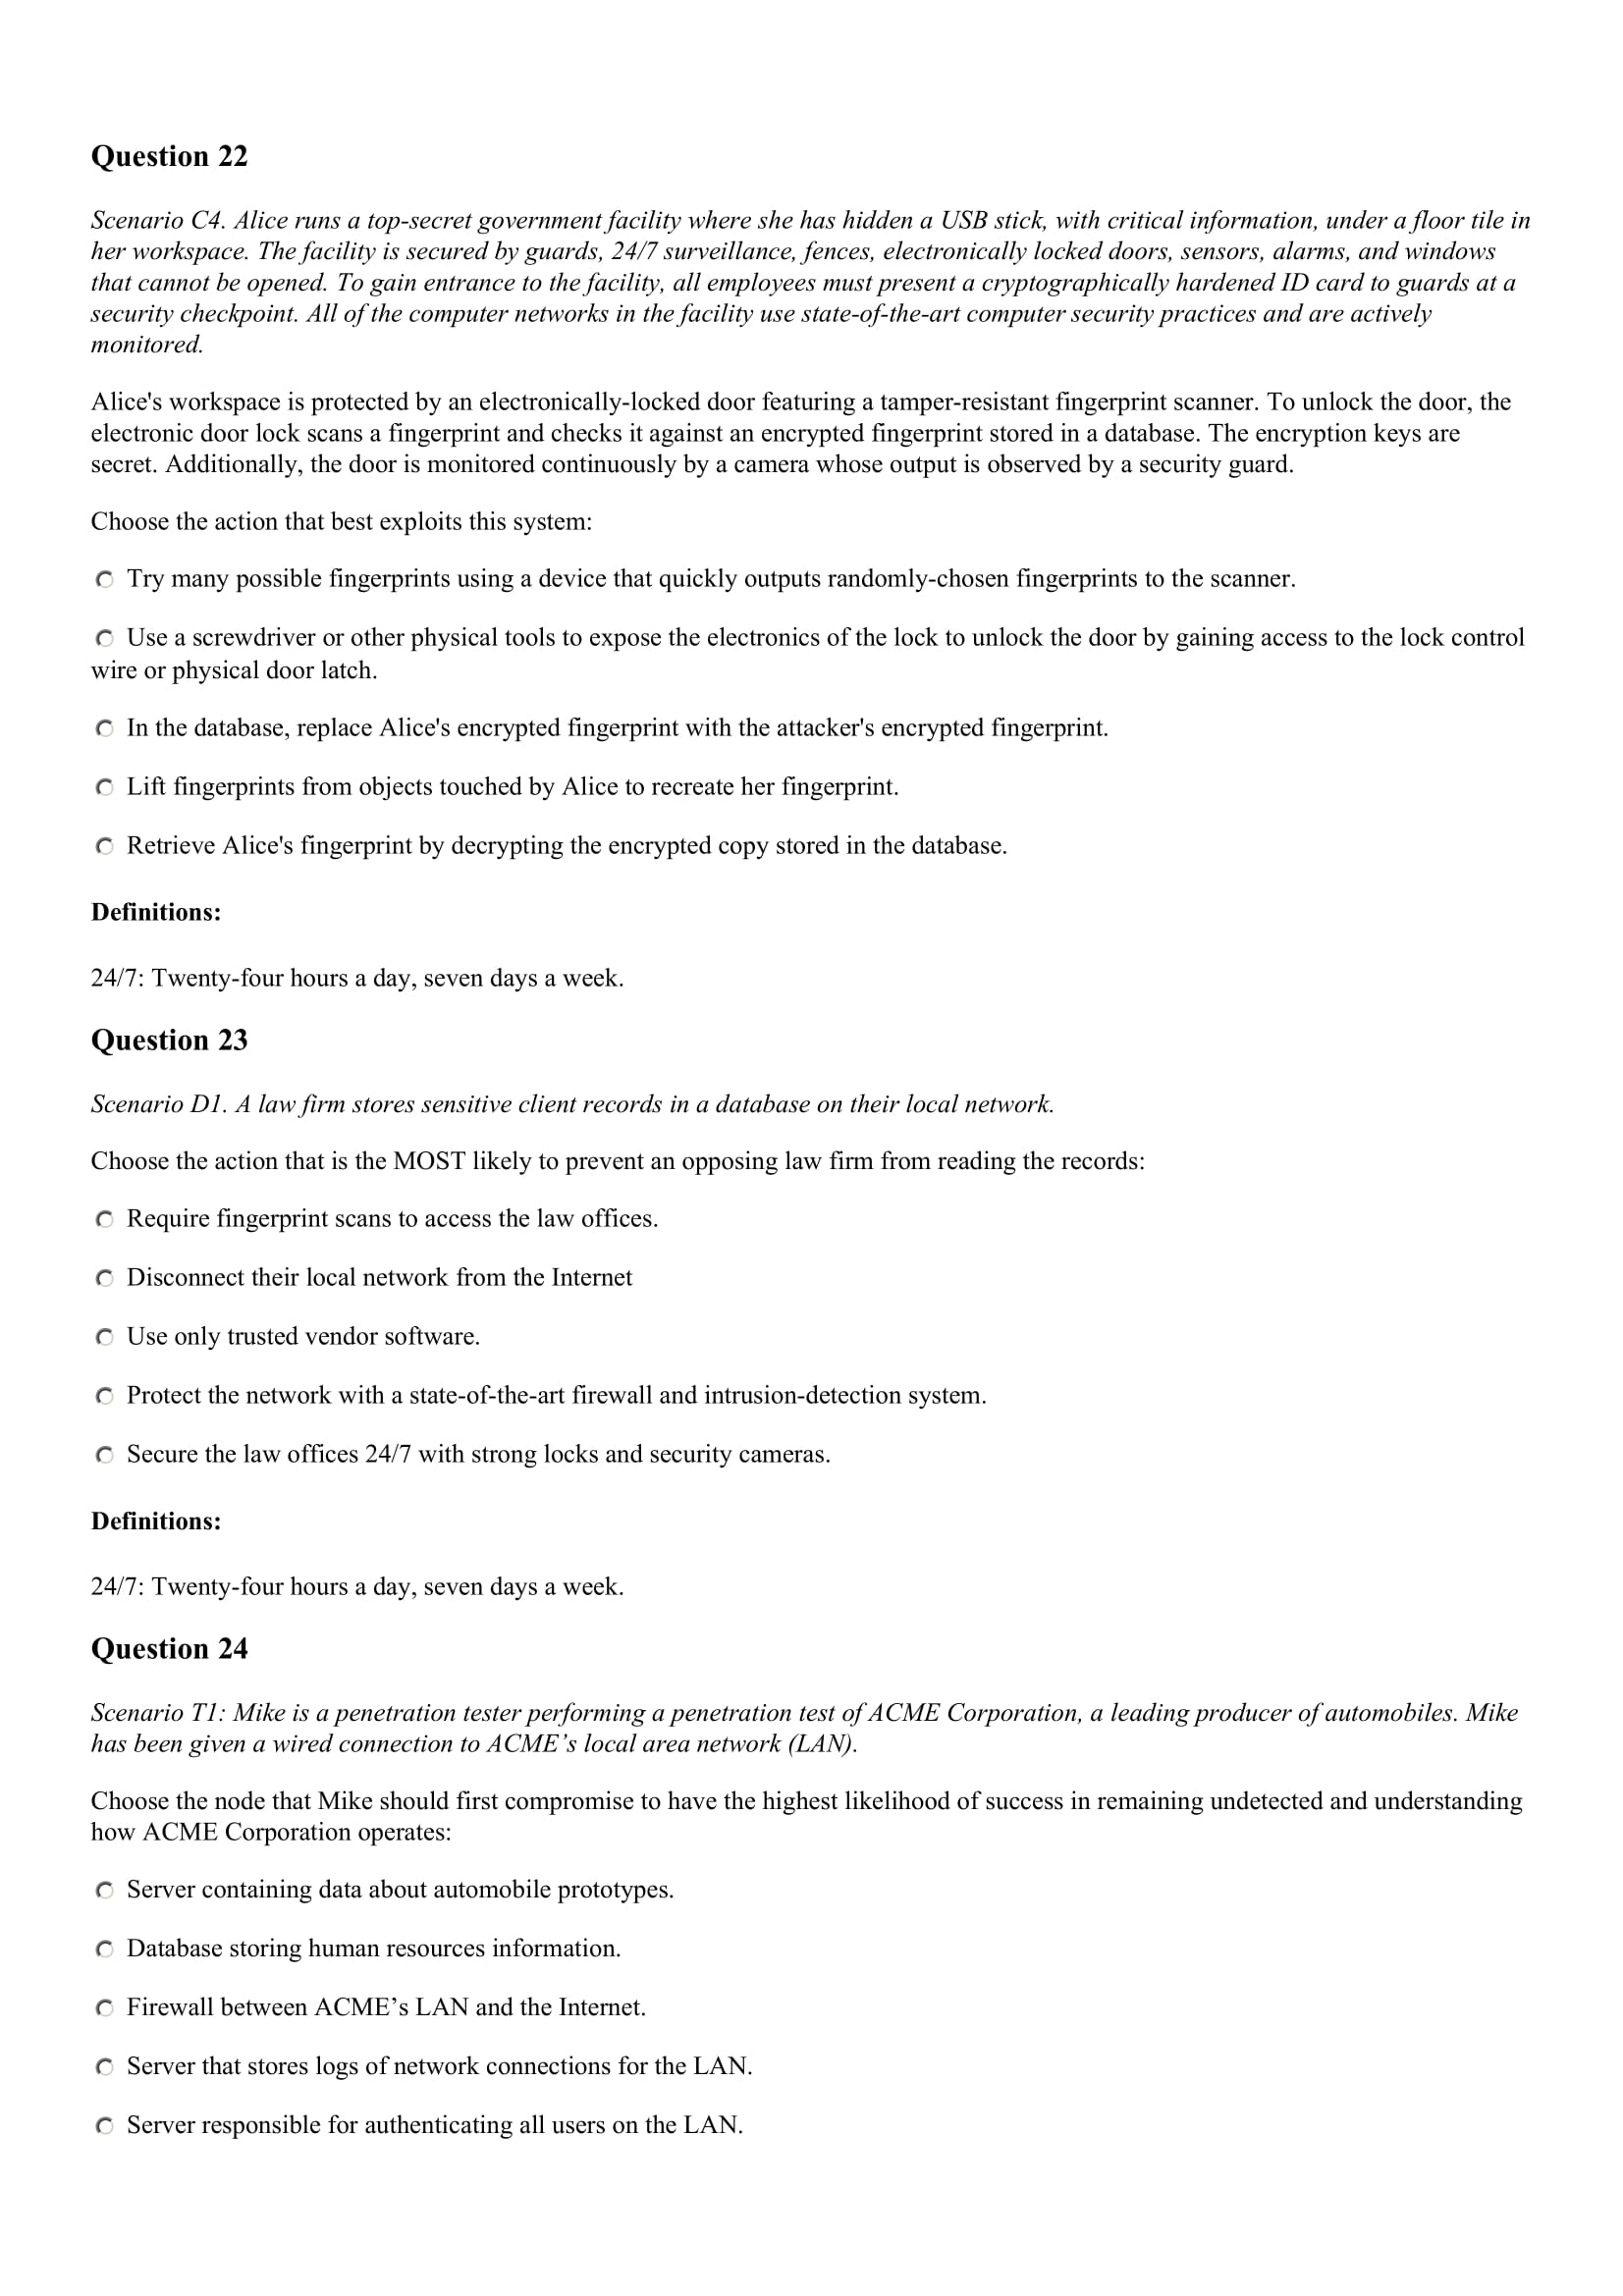 Question 22
Scenario C4. Alice runs a top-secret government facility where she has hidden a USB stick, with critical information, under a floor tile in
her workspace. The facility is secured by guards, 24/7 surveillance, fences, electronically locked doors, sensors, alarms, and windows
that cannot be opened. To gain entrance to the facility, all employees must present a cryptographically hardened ID card to guards at a
security checkpoint. All of the computer networks in the facility use state-of-the-art computer security practices and are actively
monitored.
Alice's workspace is protected by an electronically-locked door featuring a tamper-resistant fingerprint scanner. To unlock the door, the
electronic door lock scans a fingerprint and checks it against an encrypted fingerprint stored in a database. The encryption keys are
secret. Additionally, the door is monitored continuously by a camera whose output is observed by a security guard.
Choose the action that best exploits this system:
Try many possible fingerprints using a device that quickly outputs randomly-chosen fingerprints to the scanner.
Use a screwdriver or other physical tools to expose the electronics of the lock to unlock the door by gaining access to the lock control
wire or physical door latch.
In the database, replace Alice's encrypted fingerprint with the attacker's encrypted fingerprint.
Lift fingerprints from objects touched by Alice to recreate her fingerprint.
Retrieve Alice's fingerprint by decrypting the encrypted copy stored in the database.
Definitions:
24/7: Twenty-four hours a day, seven days a week.
Question 23
Scenario D1. A law firm stores sensitive client records in a database on their local network.
Choose the action that is the MOST likely to prevent an opposing law firm from reading the records:
Require fingerprint scans to access the law offices.
Disconnect their local network from the Internet
Use only trusted vendor software.
Protect the network with a state-of-the-art firewall and intrusion-detection system.
Secure the law offices 24/7 with strong locks and security cameras.
Definitions:
24/7: Twenty-four hours a day, seven days a week.
Question 24
Scenario T1: Mike is a penetration tester performing a penetration test of ACME Corporation, a leading producer of automobiles. Mike
has been given a wired connection to ACME’s local area network (LAN).
Choose the node that Mike should first compromise to have the highest likelihood of success in remaining undetected and understanding
how ACME Corporation operates:
Server containing data about automobile prototypes.
Database storing human resources information.
Firewall between ACME’s LAN and the Internet.
Server that stores logs of network connections for the LAN.
Server responsible for authenticating all users on the LAN.